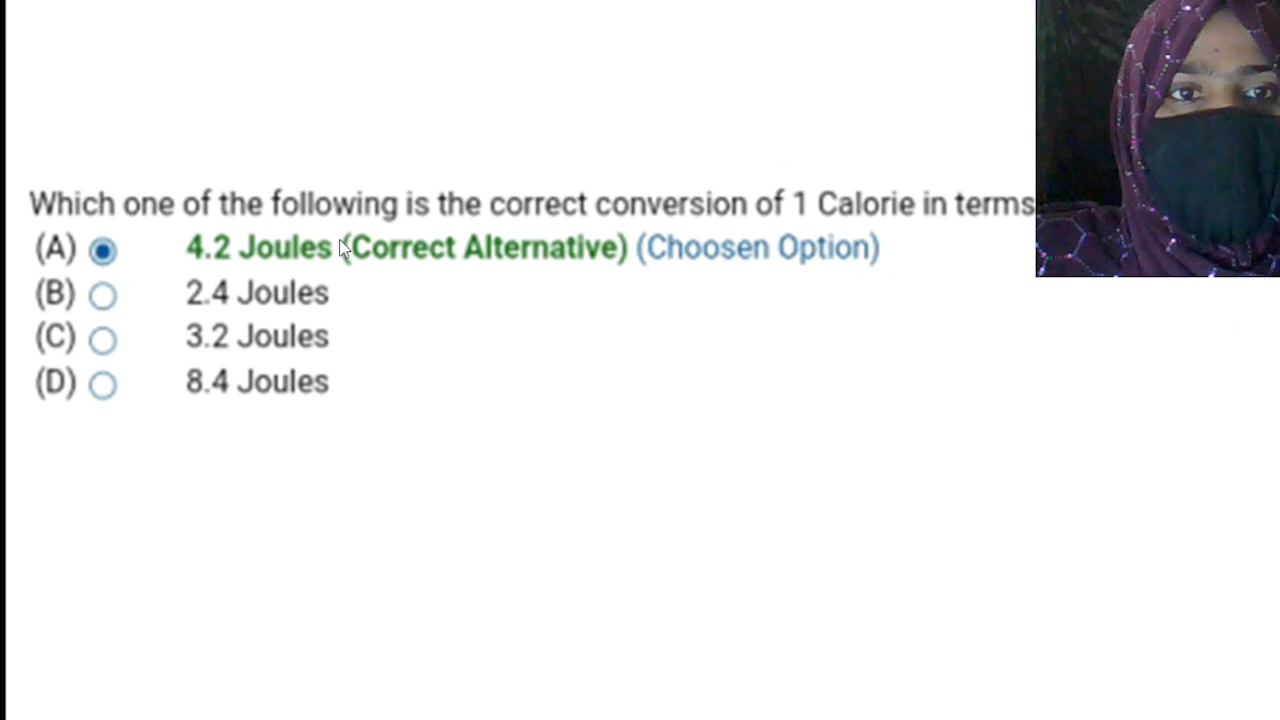 Which one of the following is the correct conversion of 1 Calorie in terms
(A) 4.2 Joules (Correct Alternative) (Choosen Option)
(B) 2.4 Joules
(C) 3.2 Joules
(D) 8.4 Joules